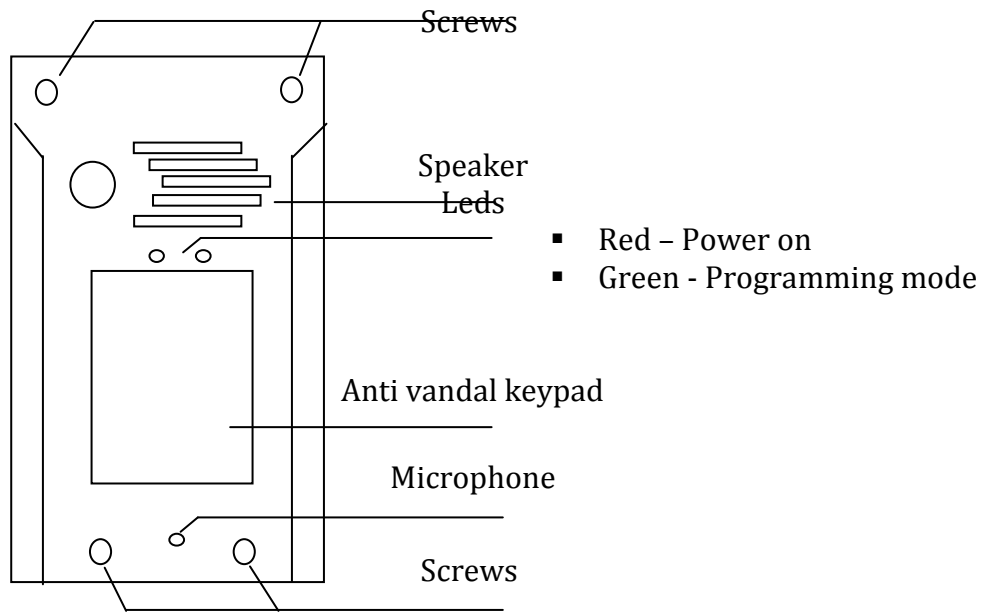 Screws
Speaker
Leds
▪ Red – Power on
▪ Green - Programming mode
Anti vandal keypad
Microphone
Screws